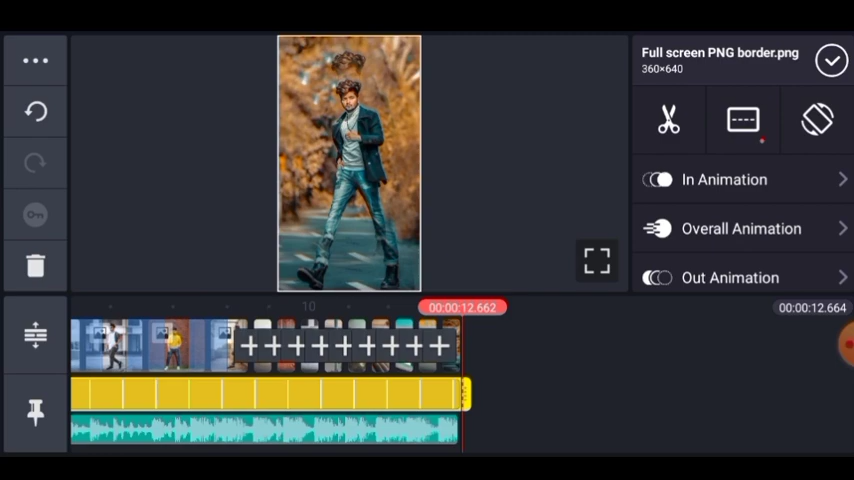 Full screen PNG border.png
360×640
In Animation
Overall Animation
Out Animation
10
00:00:12.662
00:00:12.664